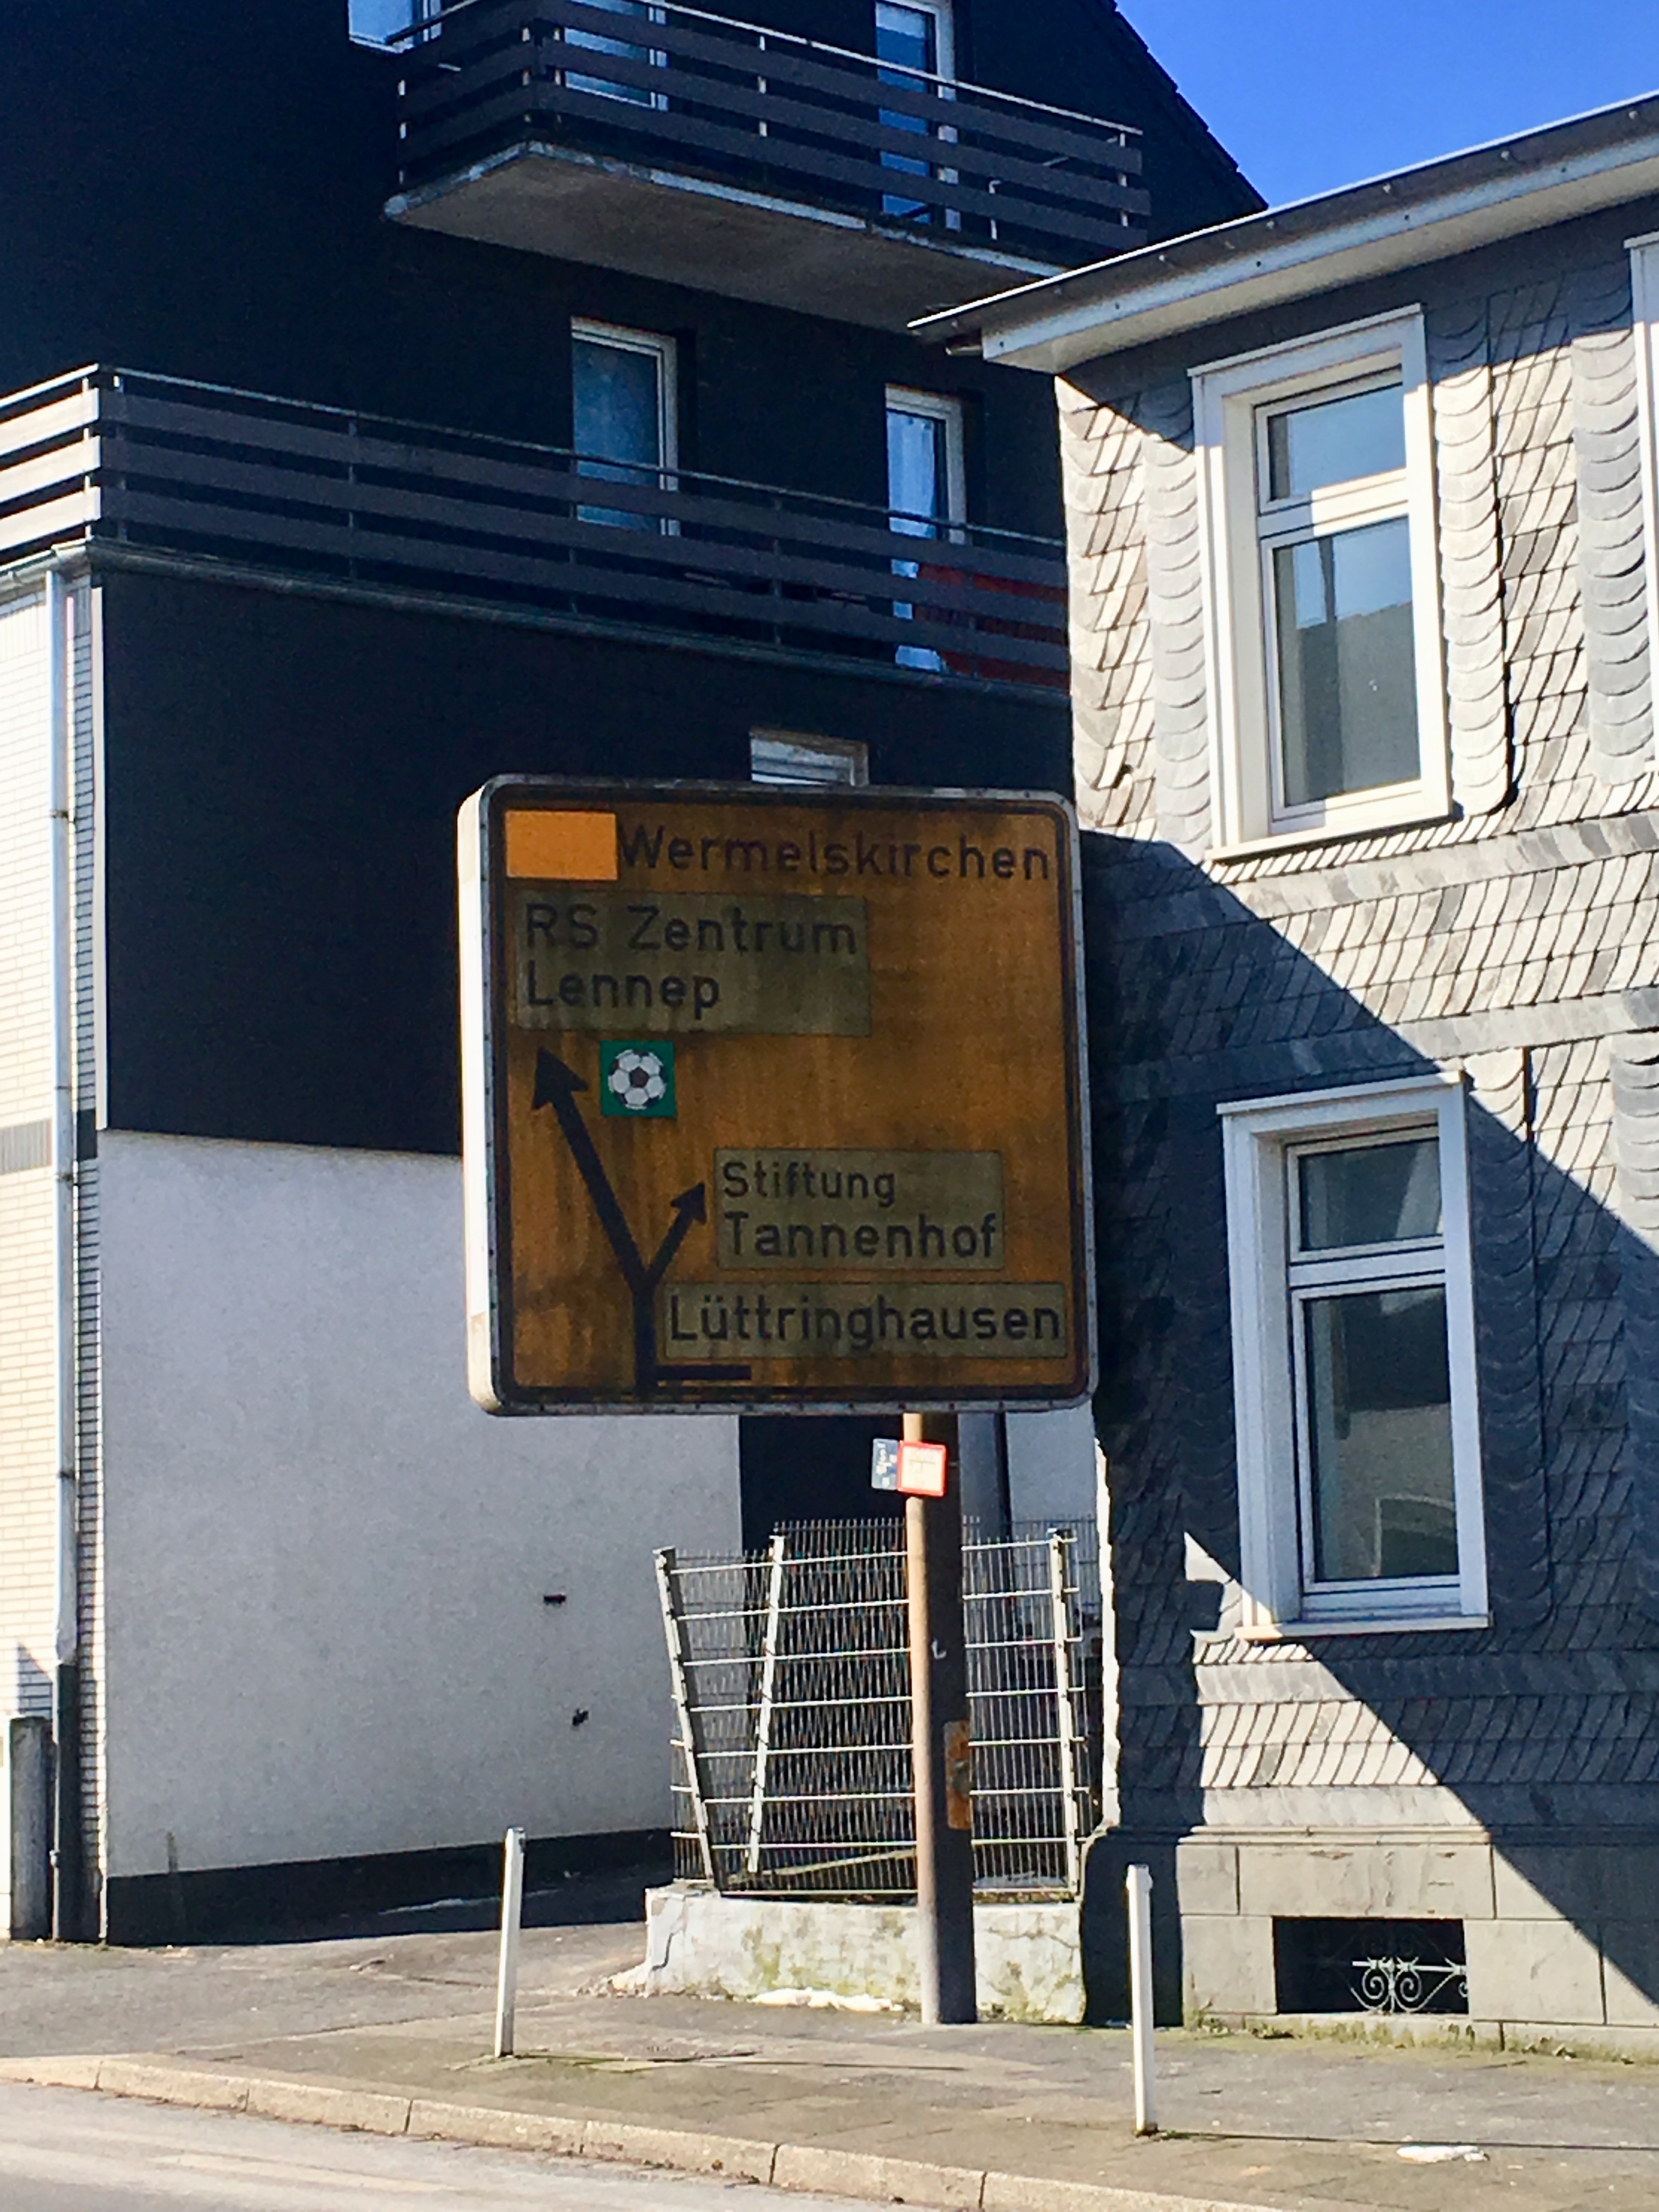 Wermelskirchen
RS Zentrum
Lennep
Stiftung
Tannenhof
Lüttringhausen